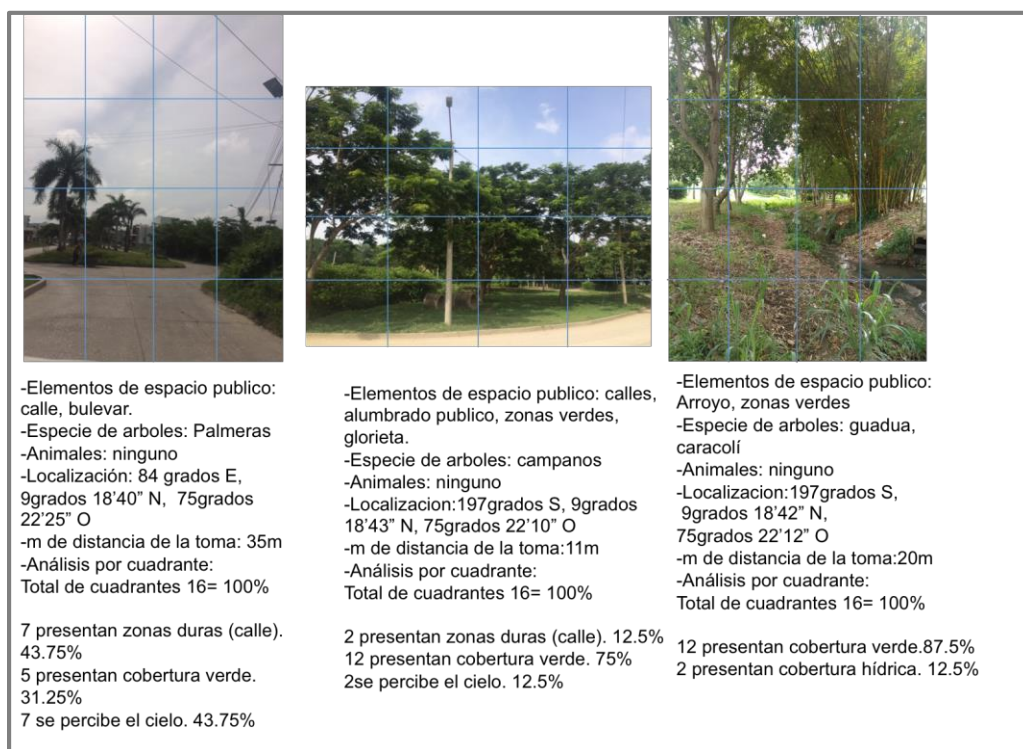 -Elementos de espacio publico:
calle, bulevar.
-Especie de arboles: Palmeras
-Animales: ninguno
-Localización: 84 grados E,
9grados 18’40” N, 75grados
22’25” O
-m de distancia de la toma: 35m
-Análisis por cuadrante:
Total de cuadrantes 16= 100%
7 presentan zonas duras (calle).
43.75%
5 presentan cobertura verde.
31.25%
7 se percibe el cielo. 43.75%
-Elementos de espacio publico: calles,
alumbrado publico, zonas verdes,
glorieta.
-Especie de arboles: campanos
-Animales: ninguno
-Localizacion:197grados S, 9grados
18’43” N, 75grados 22’10” O
-m de distancia de la toma:11m
-Análisis por cuadrante:
Total de cuadrantes 16= 100%
2 presentan zonas duras (calle). 12.5%
12 presentan cobertura verde. 75%
2se percibe el cielo. 12.5%
-Elementos de espacio publico:
Arroyo, zonas verdes
-Especie de arboles: guadua,
caracolí
-Animales: ninguno
-Localizacion:197grados S,
9grados 18’42” N,
75grados 22’12” O
-m de distancia de la toma:20m
-Análisis por cuadrante:
Total de cuadrantes 16= 100%
12 presentan cobertura verde.87.5%
2 presentan cobertura hídrica. 12.5%